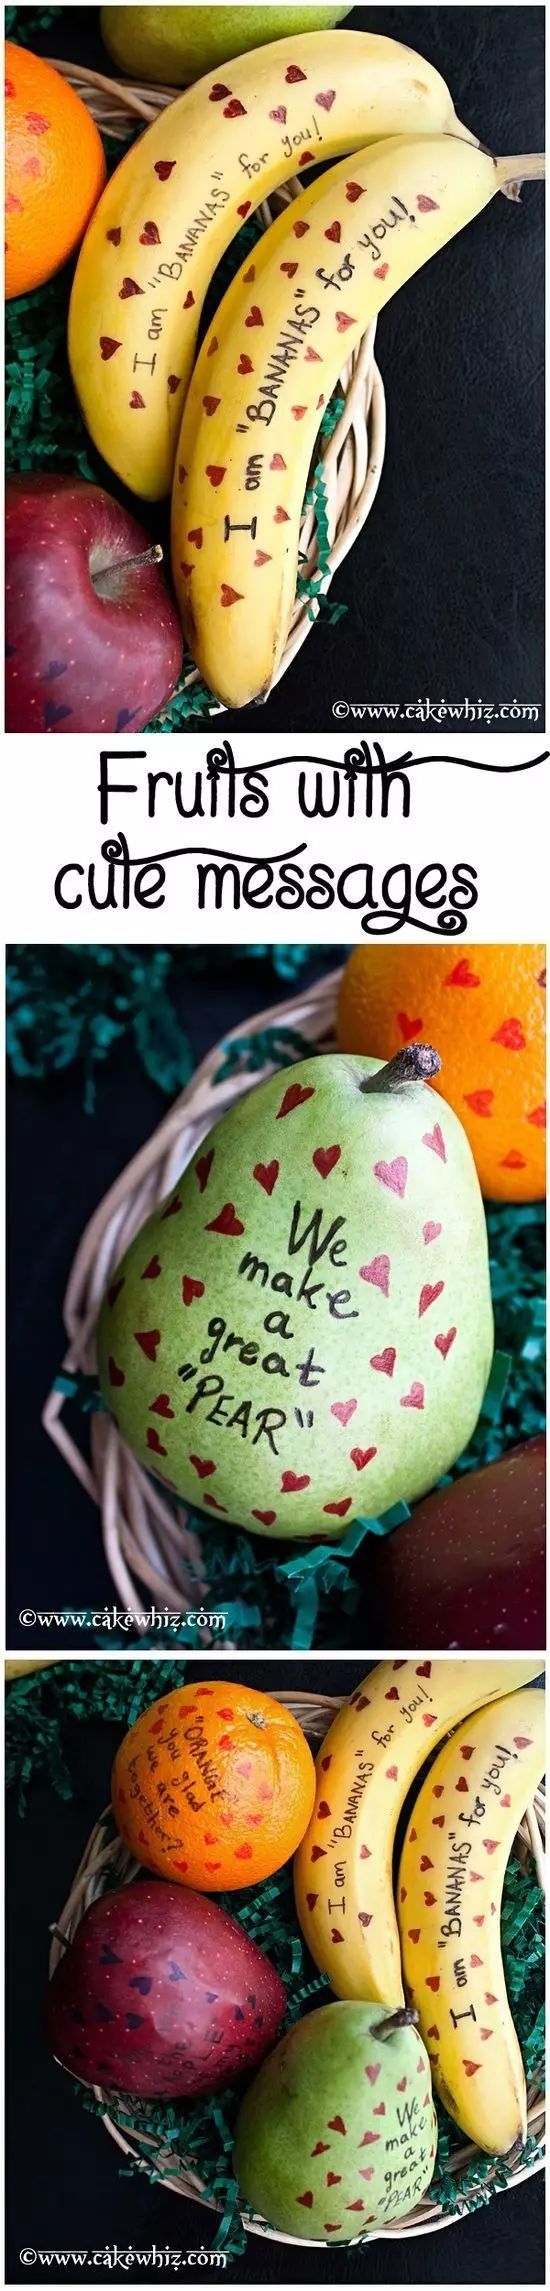 I am "BANANAS" for you!
I am "BANANAS" for you!
©www.cakewhiz.com
Fruits with
cute messages
We
make
a
great
"PEAR"
©www.cakewhiz.com
"ORANGE"
you glad
we are
together?
I am "BANANAS" for you!
I am "BANANAS" for you!
the
APPLE
We
make
a
great
"PEAR"
©www.cakewhiz.com